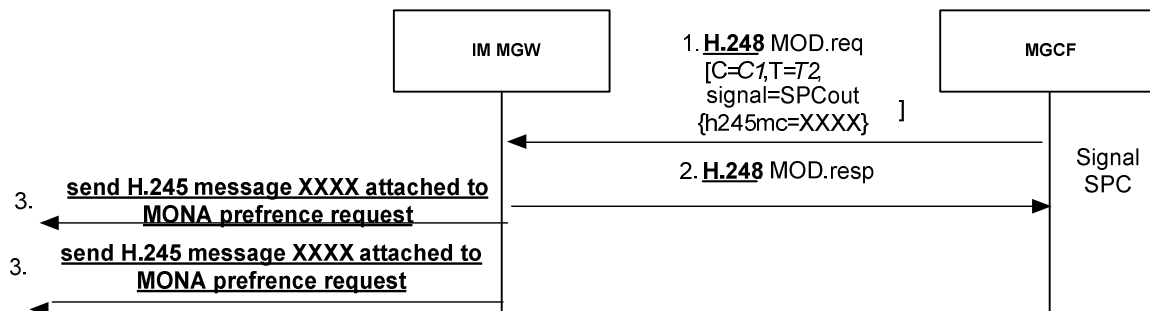 IM MGW
MGCF
1. H.248 MOD.req
[C=C1,T=T2,
signal=SPCout
{h245mc=XXXX} ]
2. H.248 MOD.resp
Signal
SPC
3. send H.245 message XXXX attached to
MONA prefrence request
3. send H.245 message XXXX attached to
MONA prefrence request